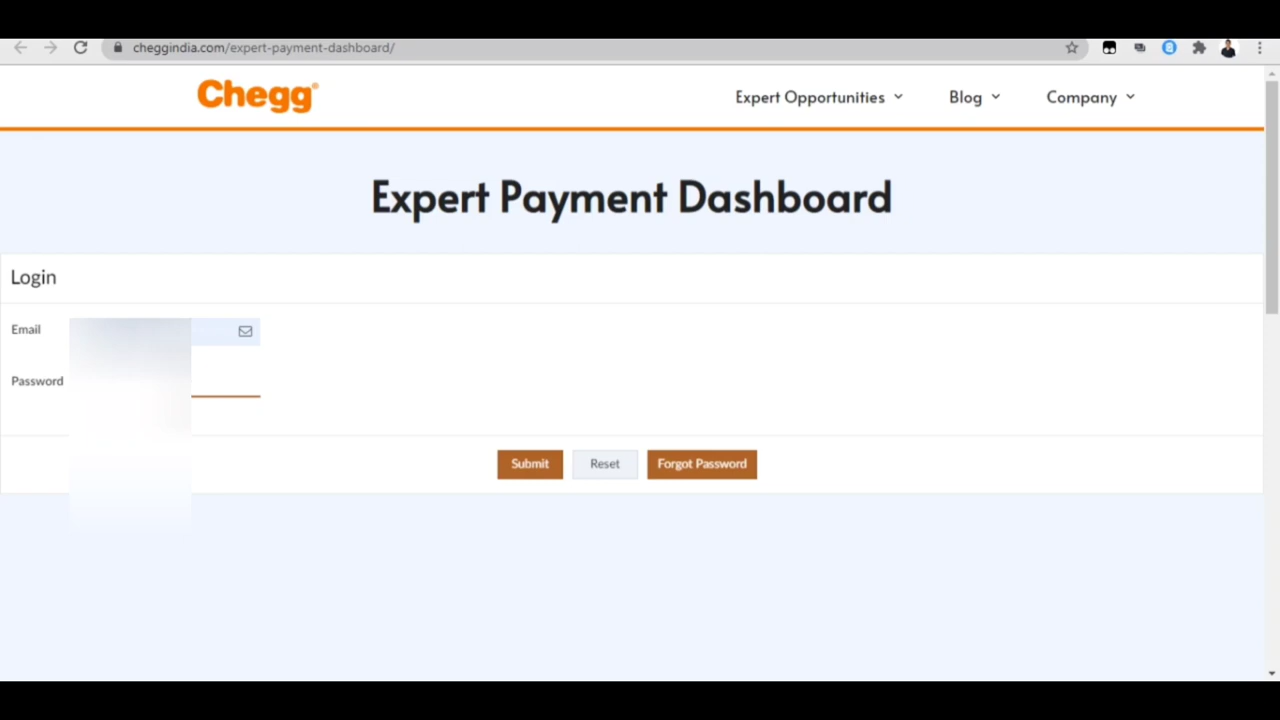 cheggindia.com/expert-payment-dashboard/
Chegg®
Expert Opportunities
Blog
Company
Expert Payment Dashboard
Login
Email
Password
Submit
Reset
Forgot Password